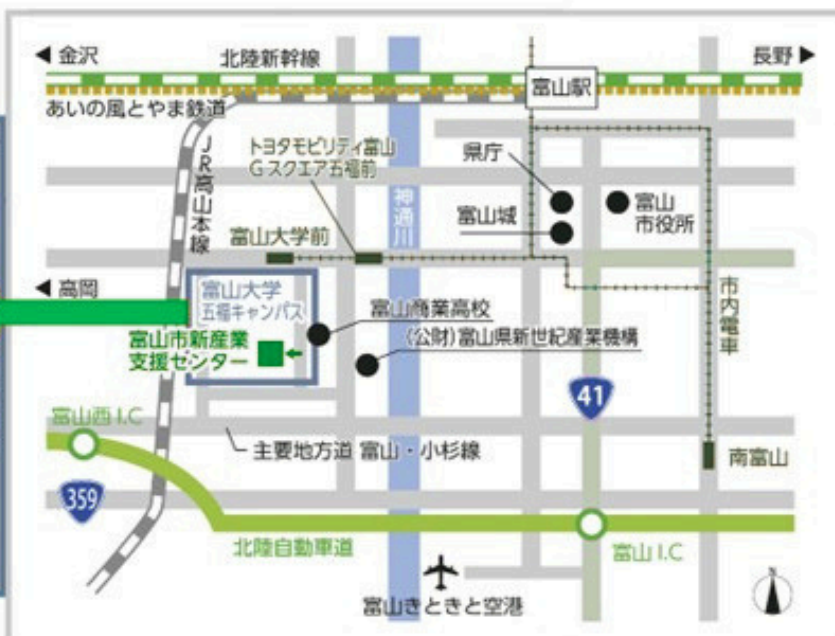 金沢
北陸新幹線
長野
富山駅
あいの風とやま鉄道
JR高山本線
トヨタモビリティ富山
Gスクエア五福前
神通川
県庁
富山城
富山
市役所
富山大学前
高岡
富山大学
五福キャンパス
富山商業高校
市内電車
富山市新産業
支援センター
(公財)富山県新世紀産業機構
41
富山西I.C
主要地方道 富山・小杉線
南富山
359
北陸自動車道
富山I.C
富山きときと空港
N